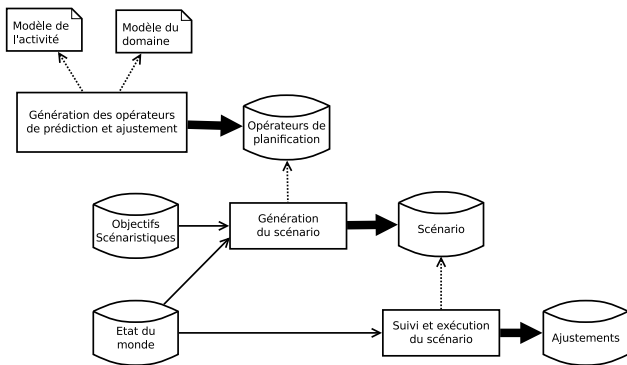 Modèle de
l'activité
Modèle du
domaine
Génération des opérateurs
de prédiction et ajustement
Opérateurs de
planification
Objectifs
Scénaristiques
Génération
du scénario
Scénario
Etat du
monde
Suivi et exécution
du scénario
Ajustements